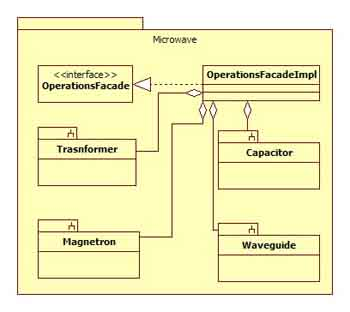 Microwave
<<interface>>
OperationsFacade
OperationsFacadeImpl
Trasnformer
Capacitor
Magnetron
Waveguide